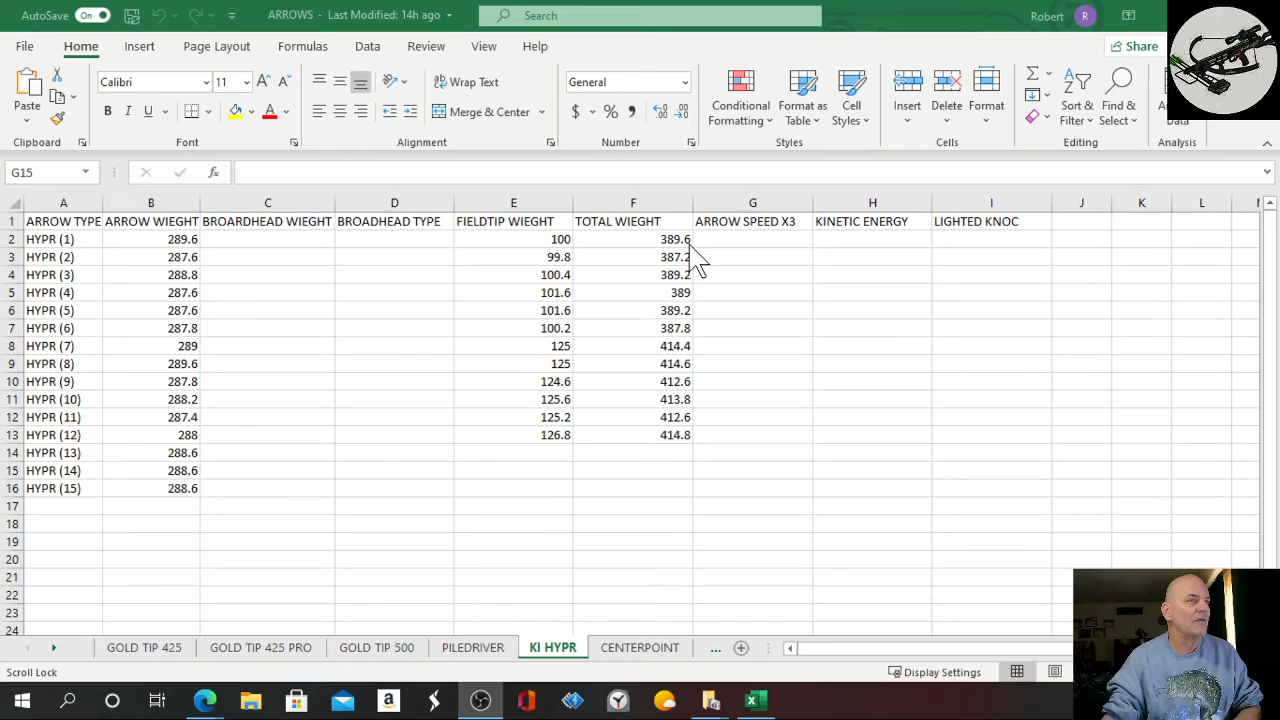 AutoSave On ARROWS - Last Modified: 14h ago Search Robert R
File Home Insert Page Layout Formulas Data Review View Help Share
Paste Calibri 11 Wrap Text General Conditional Formatting Format as Table Cell Styles Insert Delete Format Sort & Filter Find & Select Data
B I U Merge & Center
Clipboard Font Alignment Number Styles Cells Editing Analysis
G15 fx
A B C D E F G H I J K L
1 ARROW TYPE ARROW WIEGHT BROARDHEAD WIEGHT BROADHEAD TYPE FIELDTIP WIEGHT TOTAL WIEGHT ARROW SPEED X3 KINETIC ENERGY LIGHTED KNOC
2 HYPR (1) 289.6 100 389.6
3 HYPR (2) 287.6 99.8 387.2
4 HYPR (3) 288.8 100.4 389.2
5 HYPR (4) 287.6 101.6 389
6 HYPR (5) 287.6 101.6 389.2
7 HYPR (6) 287.8 100.2 387.8
8 HYPR (7) 289 125 414.4
9 HYPR (8) 289.6 125 414.6
10 HYPR (9) 287.8 124.6 412.6
11 HYPR (10) 288.2 125.6 413.8
12 HYPR (11) 287.4 125.2 412.6
13 HYPR (12) 288 126.8 414.8
14 HYPR (13) 288.6
15 HYPR (14) 288.6
16 HYPR (15) 288.6
17
18
19
20
21
22
23
24
GOLD TIP 425 GOLD TIP 425 PRO GOLD TIP 500 PILEDRIVER KI HYPR CENTERPOINT ...
Scroll Lock Display Settings